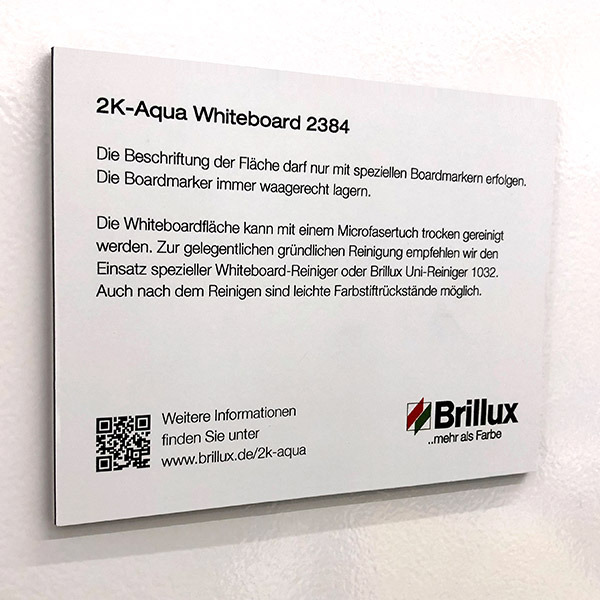 2K-Aqua Whiteboard 2384
Die Beschriftung der Fläche darf nur mit speziellen Boardmarkern erfolgen.
Die Boardmarker immer waagerecht lagern.
Die Whiteboardfläche kann mit einem Microfasertuch trocken gereinigt
werden. Zur gelegentlichen gründlichen Reinigung empfehlen wir den
Einsatz spezieller Whiteboard-Reiniger oder Brillux Uni-Reiniger 1032.
Auch nach dem Reinigen sind leichte Farbstiftrückstände möglich.
Weitere Informationen
finden Sie unter
www.brillux.de/2k-aqua
Brillux
..mehr als Farbe